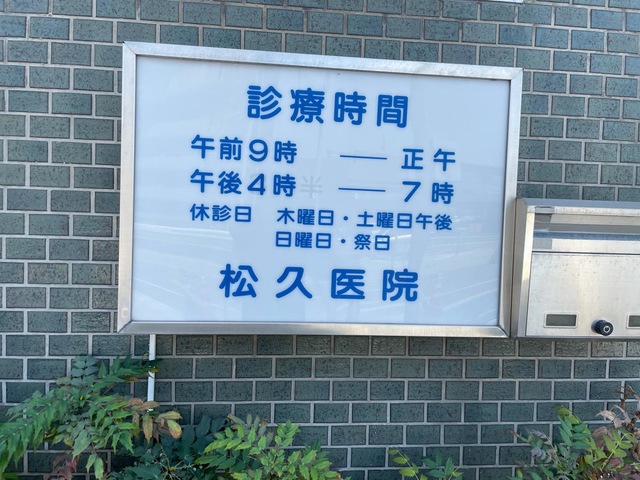 診療時間
午前9時 ― 正午
午後4時半 ― 7時
休診日 木曜日・土曜日午後
日曜日・祭日
松久医院